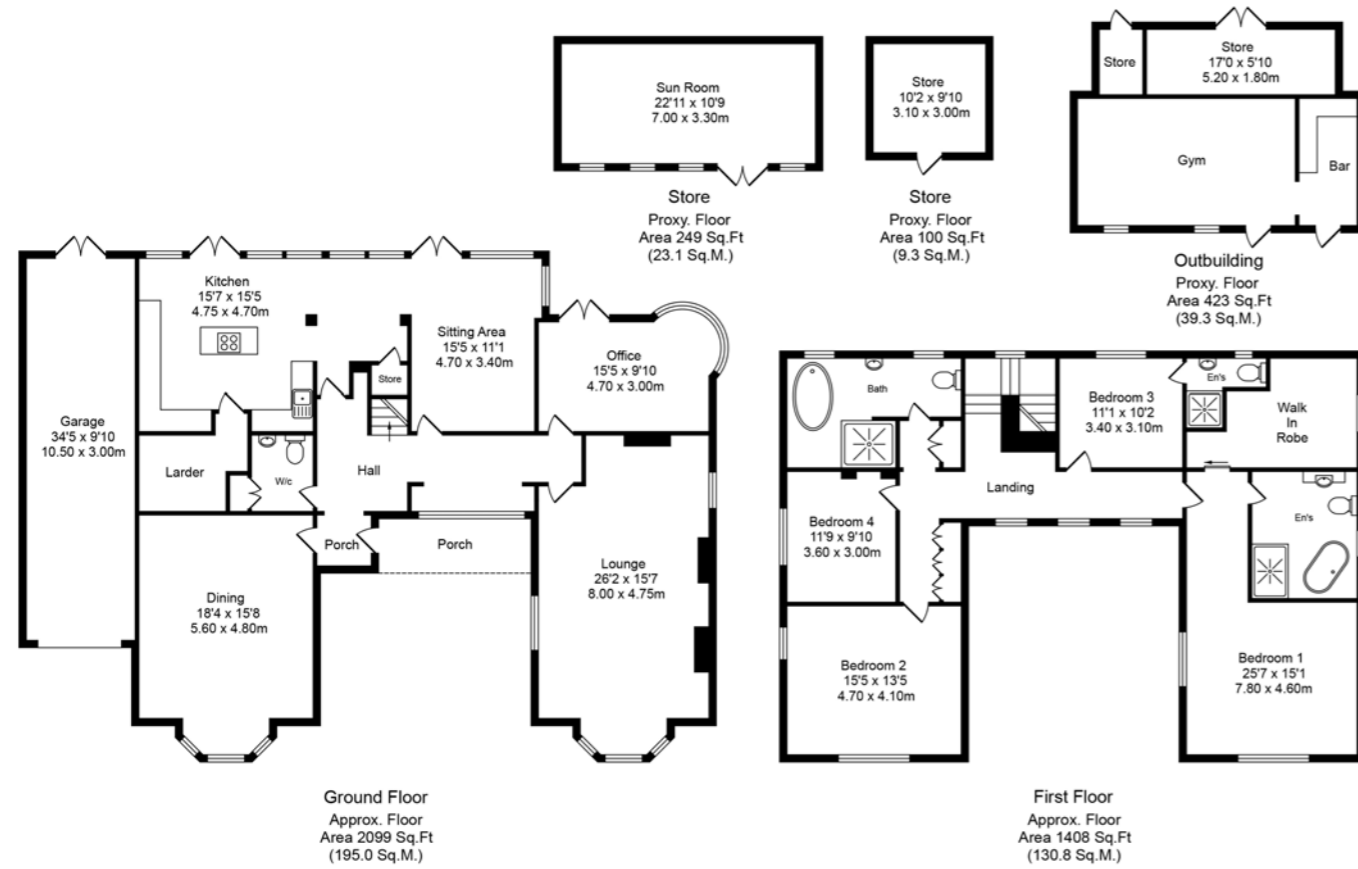 Sun Room
22'11 x 10'9
7.00 x 3.30m
Store
Proxy. Floor
Area 249 Sq.Ft
(23.1 Sq.M.)
Store
10'2 x 9'10
3.10 x 3.00m
Store
Proxy. Floor
Area 100 Sq.Ft
(9.3 Sq.M.)
Store
Store
17'0 x 5'10
5.20 x 1.80m
Gym
Bar
Outbuilding
Proxy. Floor
Area 423 Sq.Ft
(39.3 Sq.M.)
Kitchen
15'7 x 15'5
4.75 x 4.70m
Sitting Area
15'5 x 11'1
4.70 x 3.40m
Office
15'5 x 9'10
4.70 x 3.00m
Store
Garage
34'5 x 9'10
10.50 x 3.00m
Larder
W/c
Hall
Porch
Porch
Dining
18'4 x 15'8
5.60 x 4.80m
Lounge
26'2 x 15'7
8.00 x 4.75m
Ground Floor
Approx. Floor
Area 2099 Sq.Ft
(195.0 Sq.M.)
Bath
Bedroom 3
11'1 x 10'2
3.40 x 3.10m
En's
Walk
In
Robe
Landing
Bedroom 4
11'9 x 9'10
3.60 x 3.00m
En's
Bedroom 2
15'5 x 13'5
4.70 x 4.10m
Bedroom 1
25'7 x 15'1
7.80 x 4.60m
First Floor
Approx. Floor
Area 1408 Sq.Ft
(130.8 Sq.M.)